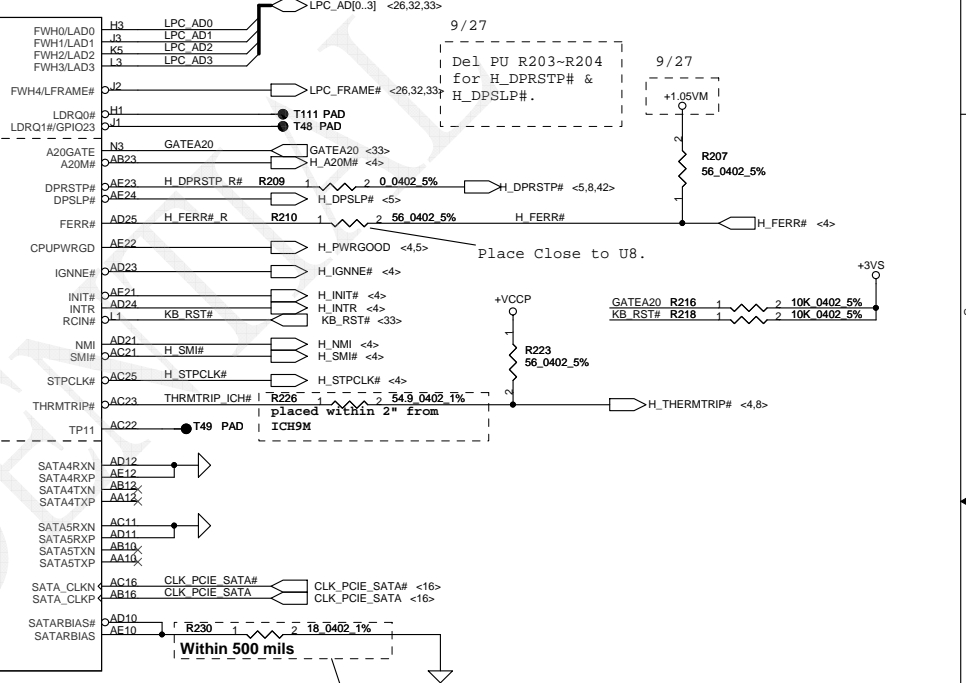 LPC_AD[0..3] <26,32,33>
FWH0/LAD0 H3 LPC_AD0
FWH1/LAD1 J3 LPC_AD1
FWH2/LAD2 K5 LPC_AD2
FWH3/LAD3 L3 LPC_AD3
9/27
Del PU R203~R204
for H_DPRSTP# &
H_DPSLP#.
9/27
+1.05VM
FWH4/LFRAME# J2 LPC_FRAME# <26,32,33>
LDRQ0# H1 T111 PAD
LDRQ1#/GPIO23 J1 T48 PAD
A20GATE N3 GATEA20 GATEA20 <33>
A20M# AB23 H_A20M# <4>
2 R207
56_0402_5%
1
DPRSTP# AE23 H_DPRSTP_R# R209 1 2 0_0402_5% H_DPRSTP# <5,8,42>
DPSLP# AE24 H_DPSLP# <5>
FERR# AD25 H_FERR#_R R210 1 2 56_0402_5% H_FERR# H_FERR# <4>
CPUPWRGD AE22 H_PWRGOOD <4,5>
Place Close to U8.
IGNNE# AD23 H_IGNNE# <4>
+3VS
INIT# AE21 H_INIT# <4>
INTR AD24 H_INTR <4>
RCIN# L1 KB_RST# KB_RST# <33>
+VCCP
GATEA20 R216 1 2 10K_0402_5%
KB_RST# R218 1 2 10K_0402_5%
NMI AD21 H_NMI <4>
SMI# AC21 H_SMI# H_SMI# <4>
1 R223
56_0402_5%
2
STPCLK# AC25 H_STPCLK# H_STPCLK# <4>
THRMTRIP# AC23 THRMTRIP_ICH# R226 1 2 54.9_0402_1% H_THERMTRIP# <4,8>
placed within 2" from
ICH9M
TP11 AC22 T49 PAD
SATA4RXN AD12
SATA4RXP AE12
SATA4TXN AB12
SATA4TXP AA12
SATA5RXN AC11
SATA5RXP AD11
SATA5TXN AB10
SATA5TXP AA10
SATA_CLKN AC16 CLK_PCIE_SATA# CLK_PCIE_SATA# <16>
SATA_CLKP AB16 CLK_PCIE_SATA CLK_PCIE_SATA <16>
SATARBIAS# AD10
SATARBIAS AE10 R230 1 2 18_0402_1%
Within 500 mils